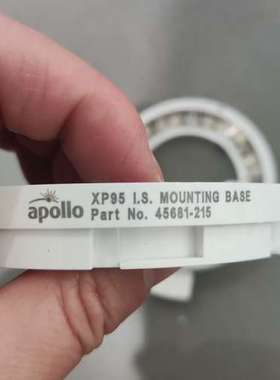 apollo
XP95 I.S. MOUNTING BASE
Part No. 45681-215